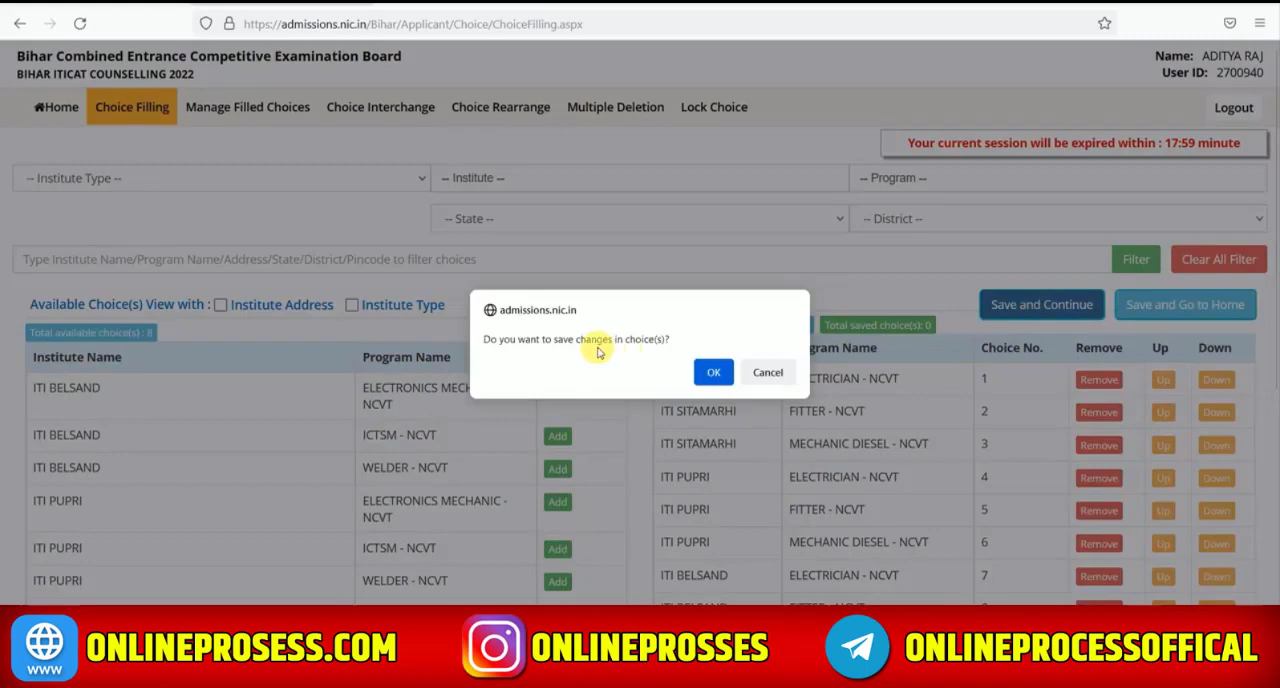 https://admissions.nic.in/Bihar/Applicant/Choice/ChoiceFilling.aspx
Bihar Combined Entrance Competitive Examination Board
BIHAR ITICAT COUNSELLING 2022
Name: ADITYA RAJ
User ID: 2700940
Home Choice Filling Manage Filled Choices Choice Interchange Choice Rearrange Multiple Deletion Lock Choice Logout
Your current session will be expired within : 17:59 minute
-- Institute Type -- -- Institute -- -- Program --
-- State -- -- District --
Type Institute Name/Program Name/Address/State/District/Pincode to filter choices Filter Clear All Filter
Available Choice(s) View with : Institute Address Institute Type Save and Continue Save and Go to Home
Total available choice(s) : 8
Total saved choice(s): 0
admissions.nic.in
Do you want to save changes in choice(s)?
OK Cancel
Institute Name Program Name
ITI BELSAND
NCVT
ITI BELSAND ICTSM - NCVT Add
ITI BELSAND WELDER - NCVT Add
ITI PUPRI ELECTRONICS MECHANIC - NCVT Add
ITI PUPRI ICTSM - NCVT Add
ITI PUPRI WELDER - NCVT Add
Name Choice No. Remove Up Down
NCVT 1 Remove Up Down
ITI SITAMARHI FITTER - NCVT 2 Remove Up Down
ITI SITAMARHI MECHANIC DIESEL - NCVT 3 Remove Up Down
ITI PUPRI ELECTRICIAN - NCVT 4 Remove Up Down
ITI PUPRI FITTER - NCVT 5 Remove Up Down
ITI PUPRI MECHANIC DIESEL - NCVT 6 Remove Up Down
ITI BELSAND ELECTRICIAN - NCVT 7 Remove Up Down
WWW
ONLINEPROSESS.COM
ONLINEPROSSES
ONLINEPROCESSOFFICAL